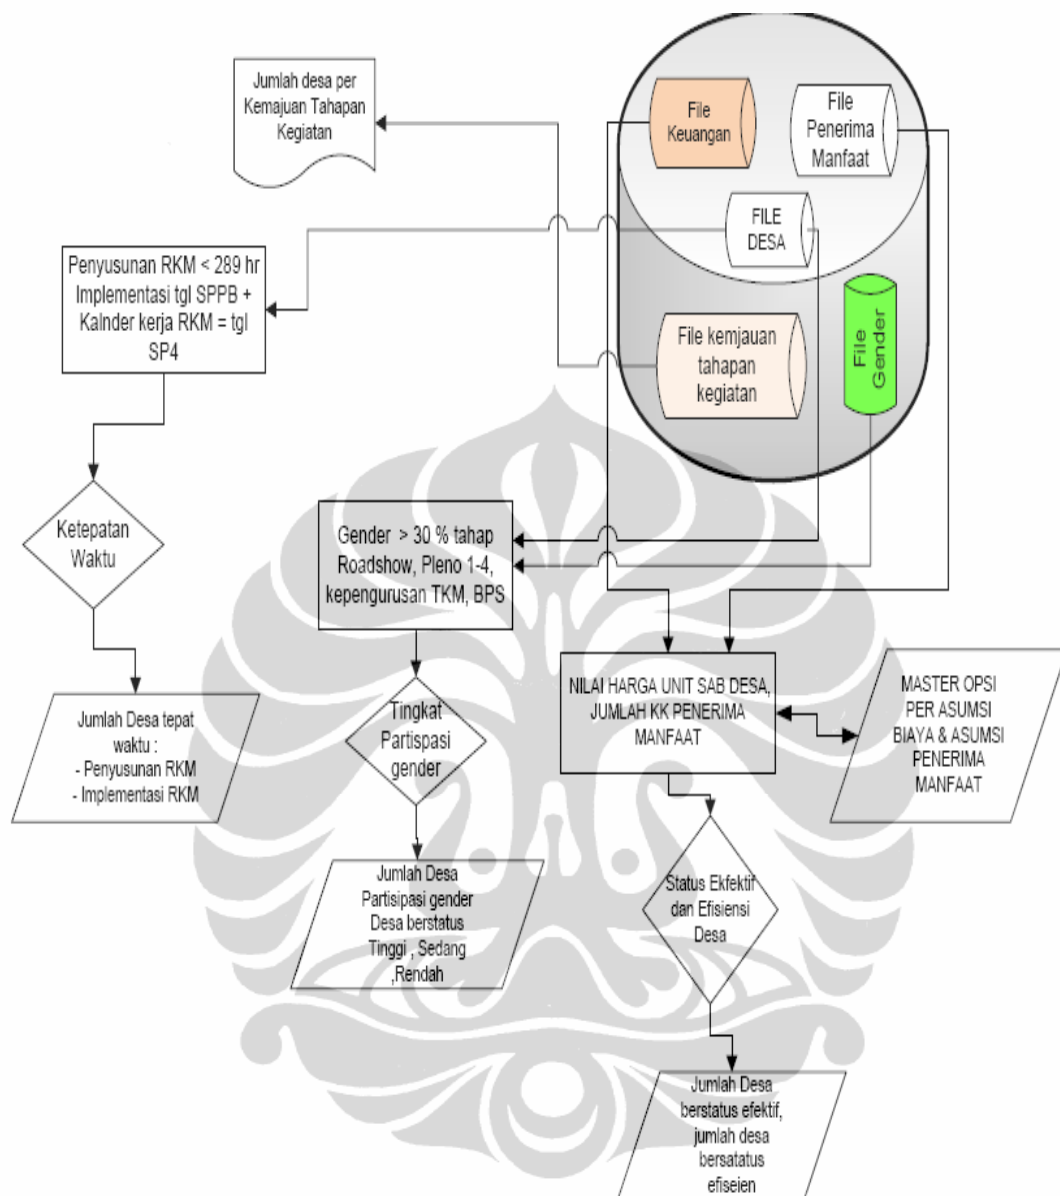 Jumlah desa per
Kemajuan Tahapan
Kegiatan
File
Keuangan
File
Penerima
Manfaat
FILE
DESA
File kemjauan
tahapan
kegiatan
File
Gender
Penyusunan RKM < 289 hr
Implementasi tgl SPPB +
Kalnder kerja RKM = tgl
SP4
Ketepatan
Waktu
Jumlah Desa tepat
waktu :
- Penyusunan RKM
- Implementasi RKM
Gender > 30 % tahap
Roadshow, Pleno 1-4,
kepengurusan TKM, BPS
Tingkat
Partispasi
gender
Jumlah Desa
Partisipasi gender
Desa berstatus
Tinggi , Sedang
,Rendah
NILAI HARGA UNIT SAB DESA,
JUMLAH KK PENERIMA
MANFAAT
MASTER OPSI
PER ASUMSI
BIAYA & ASUMSI
PENERIMA
MANFAAT
Status Ekfektif
dan Efisiensi
Desa
Jumlah Desa
berstatus efektif,
jumlah desa
bersatatus
efiseien